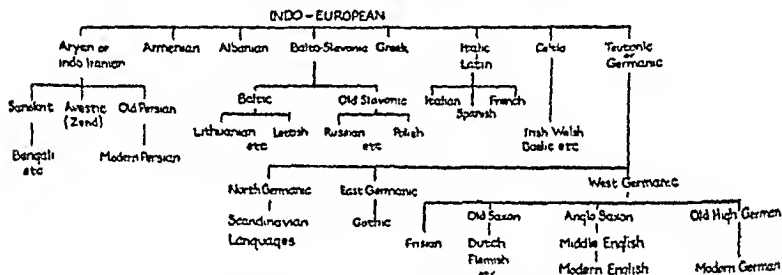 INDO-EUROPEAN
Aryan or Armenian Albanian Balto-Slavonic Greek Italic Celtic Teutonic
Indo Iranian Latin or
Germanic
Sanskrit Avestic Old Persian Baltic Old Slavonic Italian French
(Zend) Spanish
Lithuanian Lettish Russian Polish Irish Welsh
etc etc Gaelic etc
Bengali Modern Persian
etc
North Germanic East Germanic West Germanic
Scandinavian Gothic Old Saxon Anglo Saxon Old High German
Languages Frisian Dutch Middle English
Flemish
etc Modern English Modern German